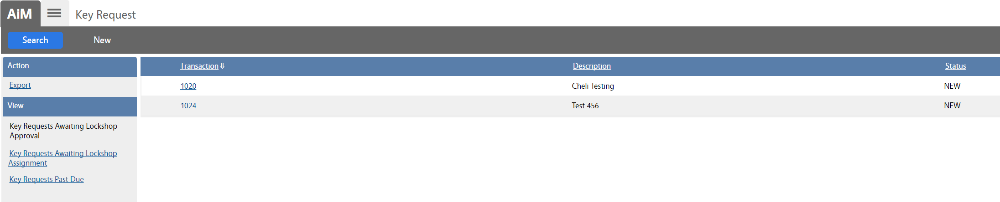 AiM Key Request
Search New
Action
Export
View
Key Requests Awaiting Lockshop
Approval
Key Requests Awaiting Lockshop
Assignment
Key Requests Past Due
Transaction⇓ Description Status
1020 Cheli Testing NEW
1024 Test 456 NEW